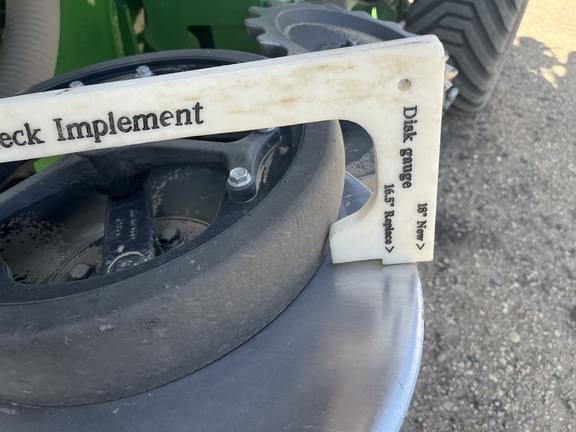 eck Implement
Disk gauge
18" New>
16.5" Replace>